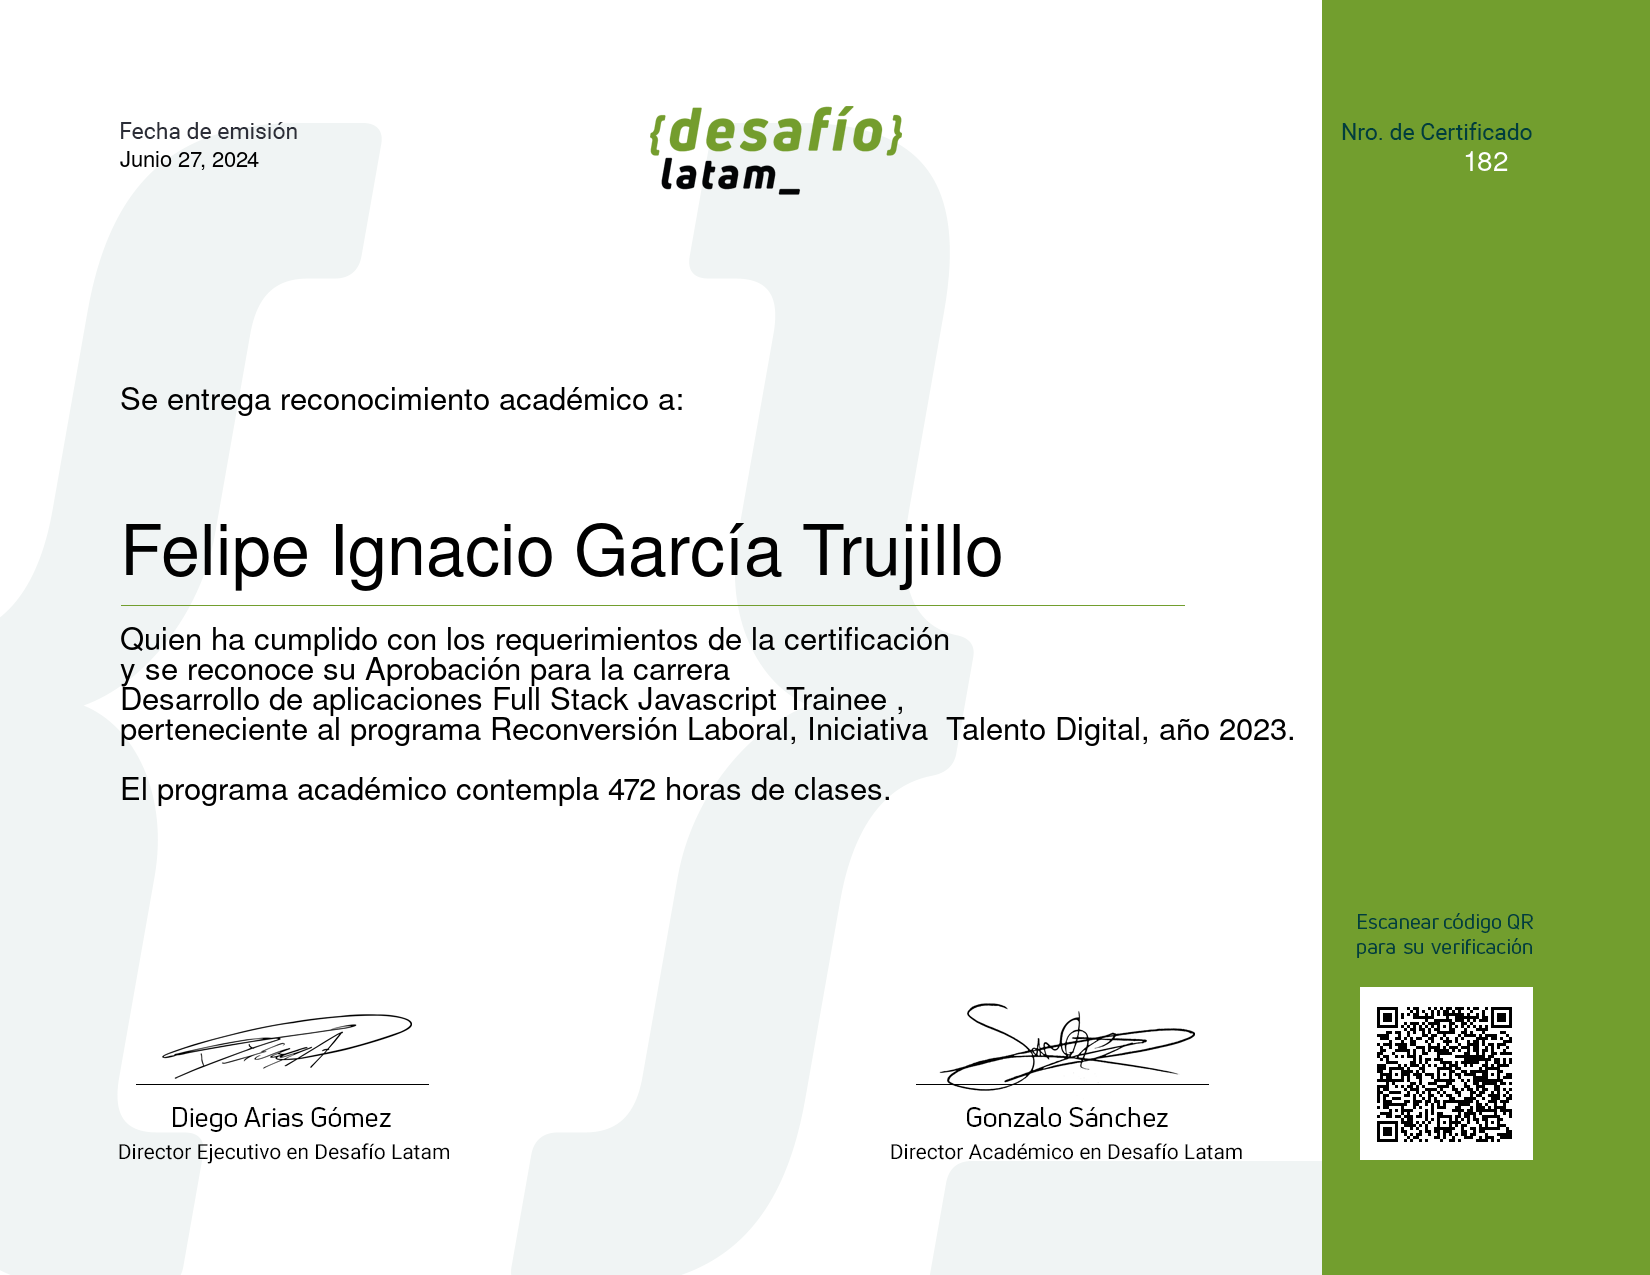 Fecha de emisión
Junio 27, 2024
{desafío}
latam_
Nro. de Certificado
182
Se entrega reconocimiento académico a:
Felipe Ignacio García Trujillo
Quien ha cumplido con los requerimientos de la certificación
y se reconoce su Aprobación para la carrera
Desarrollo de aplicaciones Full Stack Javascript Trainee ,
perteneciente al programa Reconversión Laboral, Iniciativa  Talento Digital, año 2023.
El programa académico contempla 472 horas de clases.
Escanear código QR
para su verificación
Diego Arias Gómez
Director Ejecutivo en Desafío Latam
Gonzalo Sánchez
Director Académico en Desafío Latam